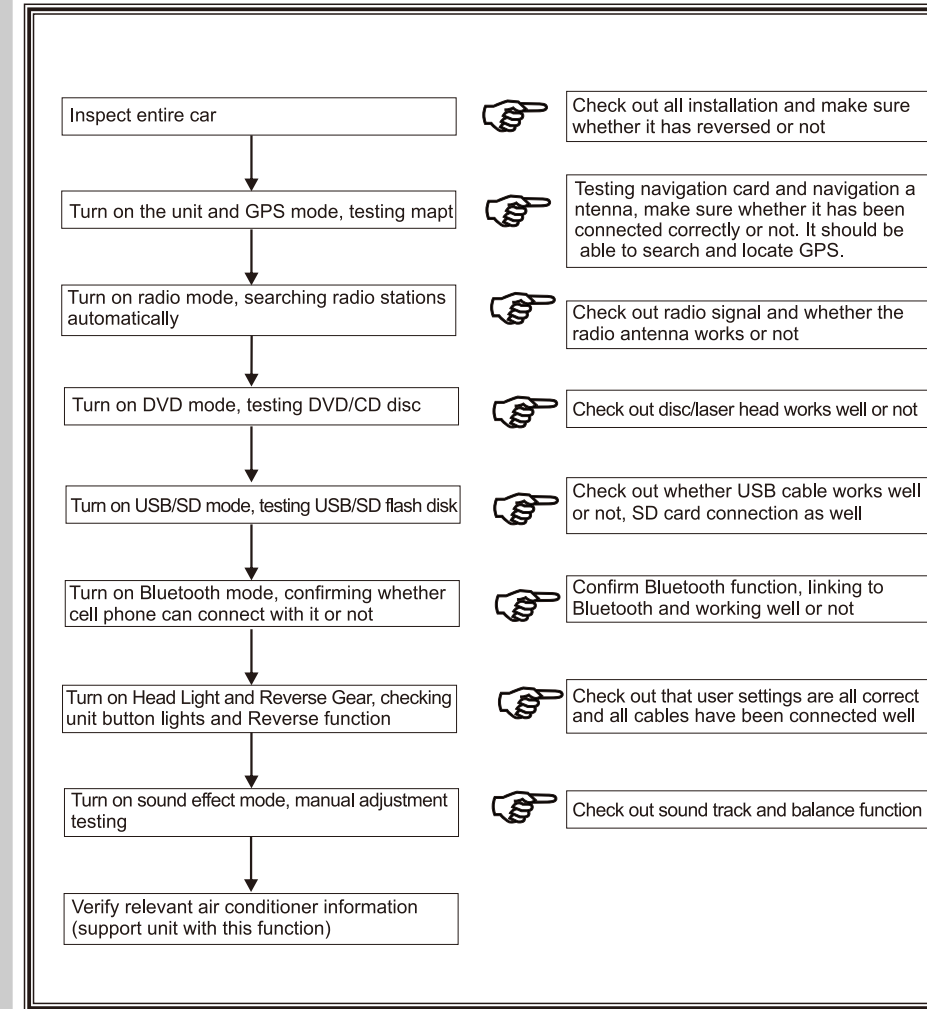 Inspect entire car
Check out all installation and make sure
whether it has reversed or not
Turn on the unit and GPS mode, testing mapt
Testing navigation card and navigation a
ntenna, make sure whether it has been
connected correctly or not. It should be
able to search and locate GPS.
Turn on radio mode, searching radio stations
automatically
Check out radio signal and whether the
radio antenna works or not
Turn on DVD mode, testing DVD/CD disc
Check out disc/laser head works well or not
Turn on USB/SD mode, testing USB/SD flash disk
Check out whether USB cable works well
or not, SD card connection as well
Turn on Bluetooth mode, confirming whether
cell phone can connect with it or not
Confirm Bluetooth function, linking to
Bluetooth and working well or not
Turn on Head Light and Reverse Gear, checking
unit button lights and Reverse function
Check out that user settings are all correct
and all cables have been connected well
Turn on sound effect mode, manual adjustment
testing
Check out sound track and balance function
Verify relevant air conditioner information
(support unit with this function)